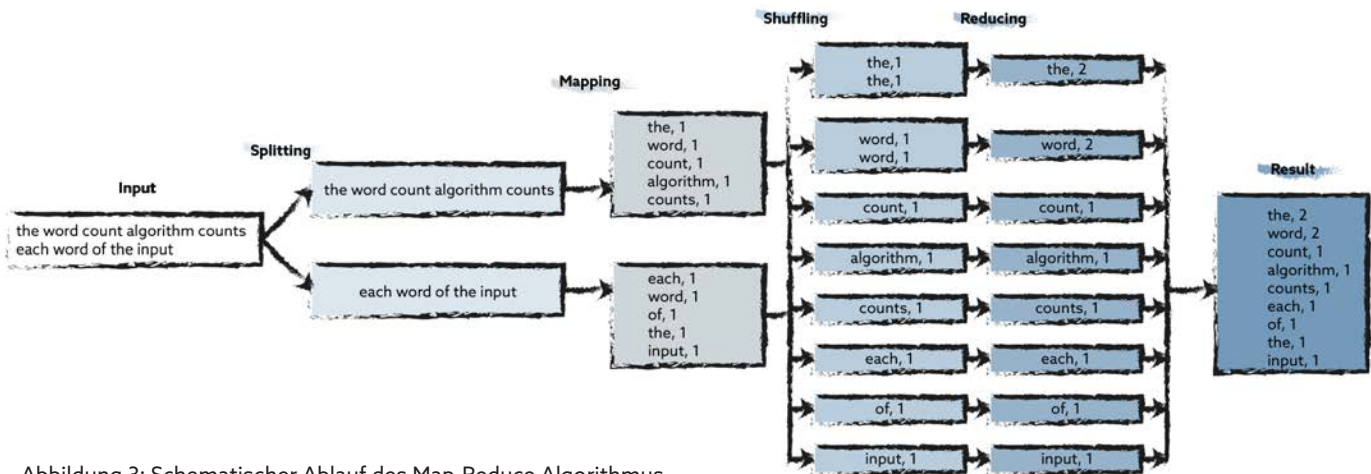 Input
the word count algorithm counts
each word of the input
Splitting
the word count algorithm counts
each word of the input
Mapping
the, 1
word, 1
count, 1
algorithm, 1
counts, 1
each, 1
word, 1
of, 1
the, 1
input, 1
Shuffling
the,1
the,1
word, 1
word, 1
count, 1
algorithm, 1
counts, 1
each, 1
of, 1
input, 1
Reducing
the, 2
word, 2
count, 1
algorithm, 1
counts, 1
each, 1
of, 1
input, 1
Result
the, 2
word, 2
count, 1
algorithm, 1
counts, 1
each, 1
of, 1
the, 1
input, 1
Abbildung 3: Schematischer Ablauf des Map-Reduce Algorithmus